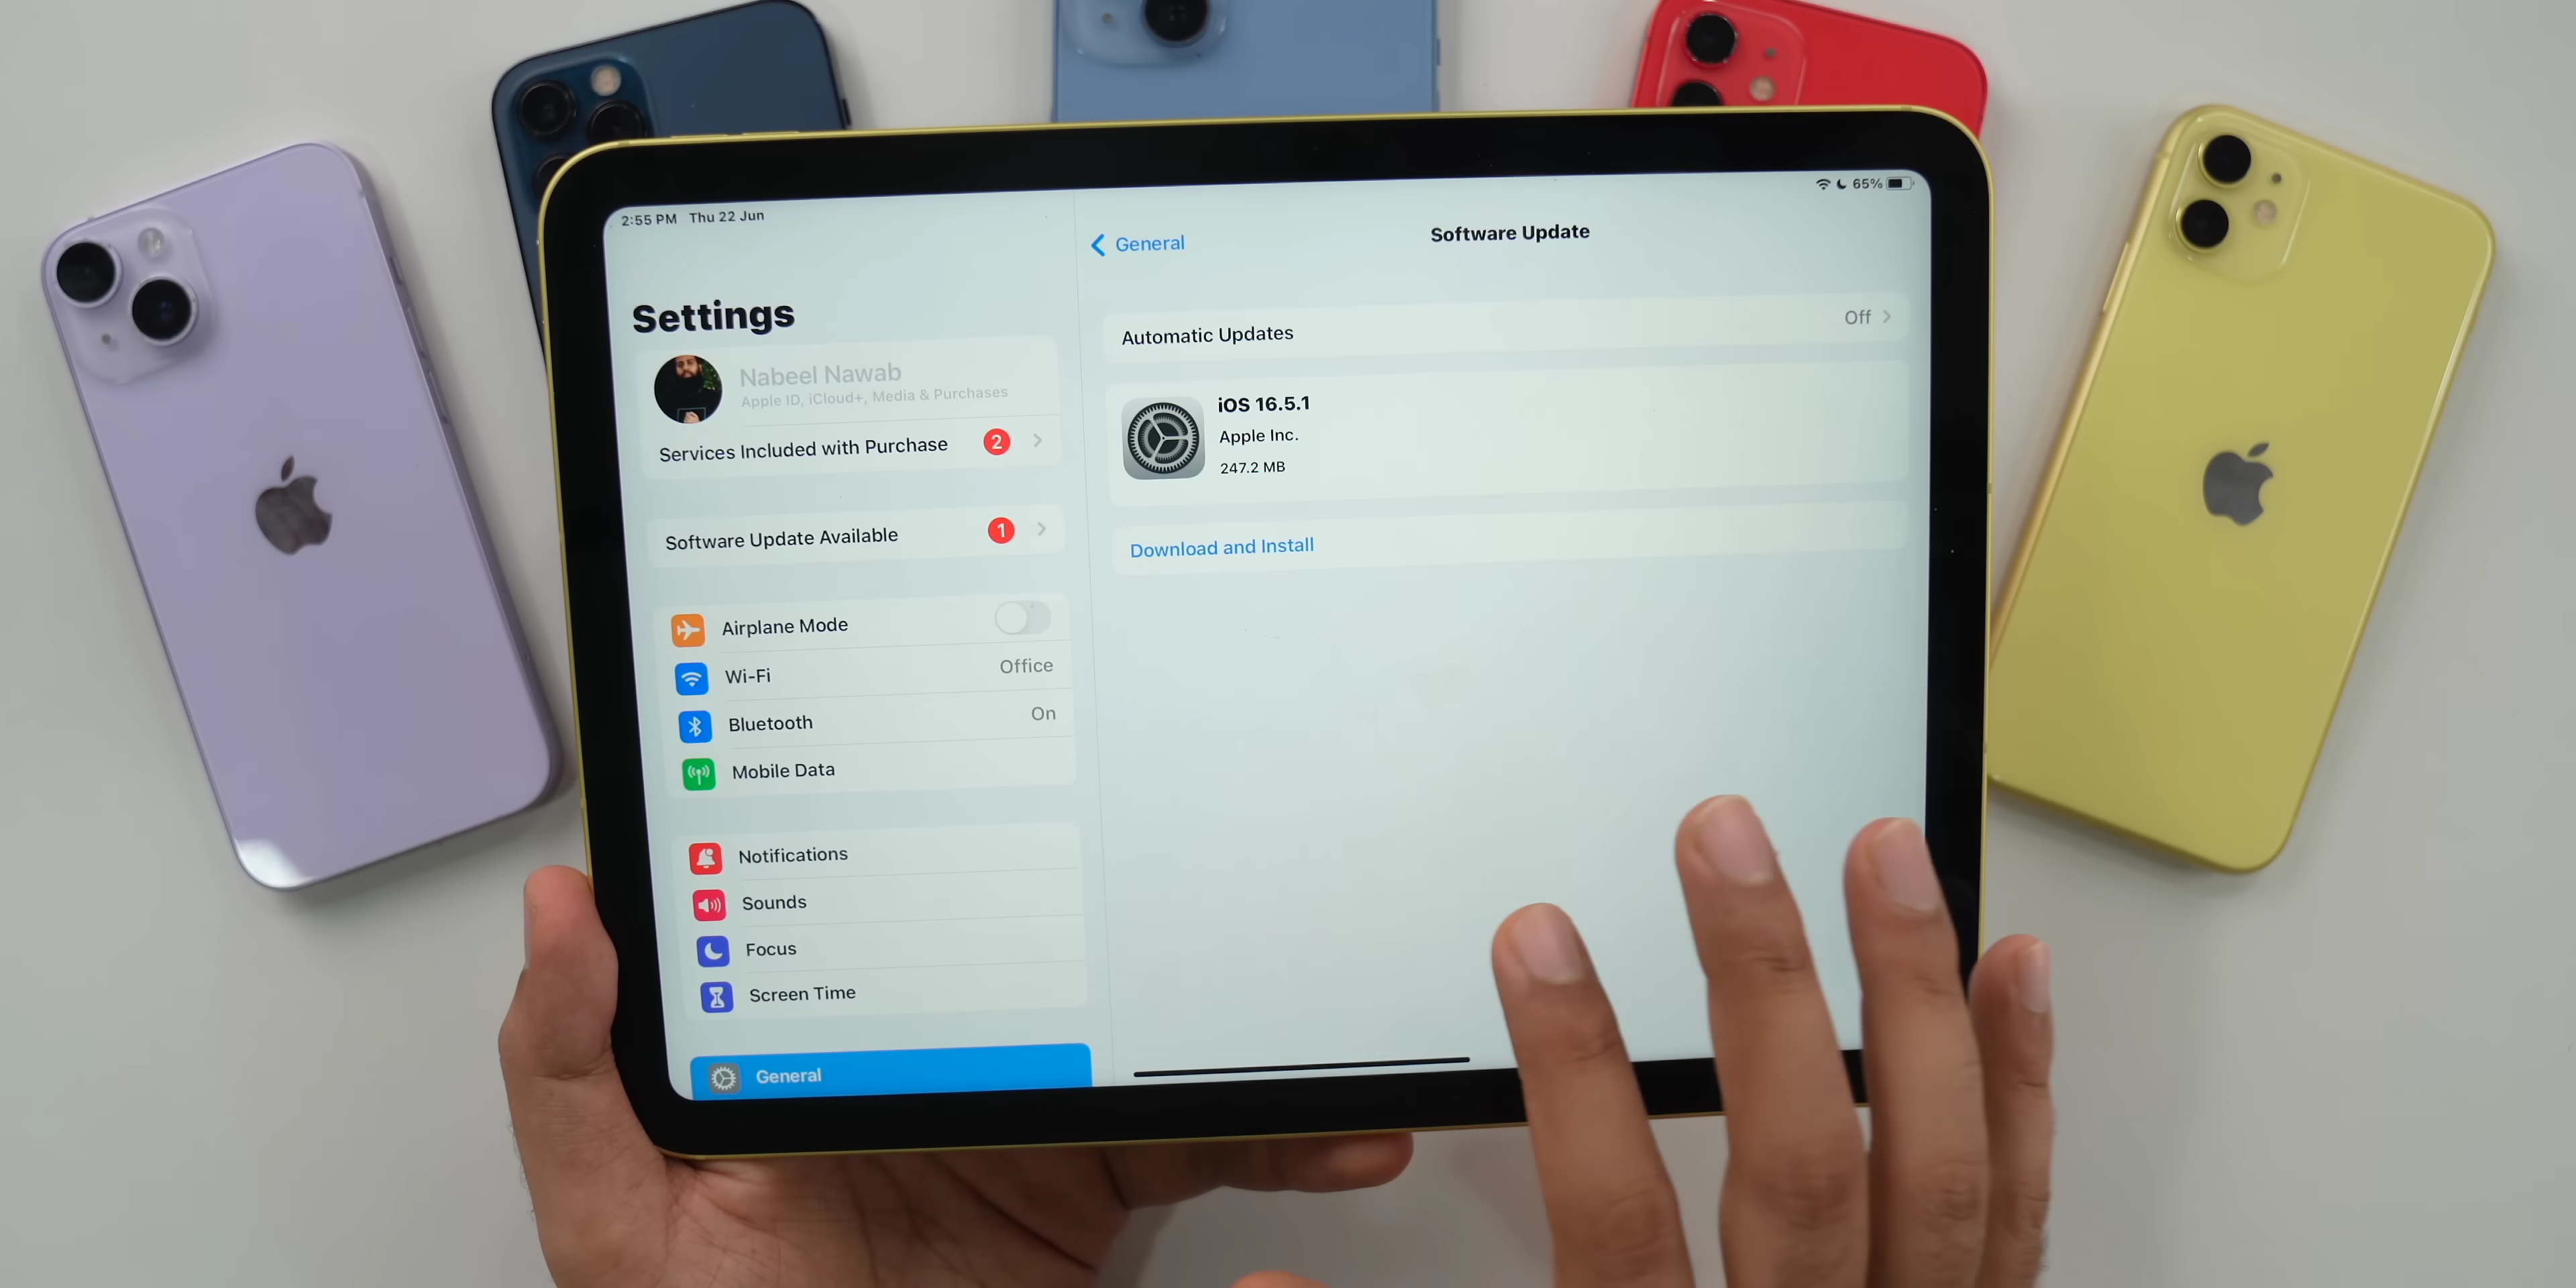 2:55 PM Thu 22 Jun
65%
Settings
Nabeel Nawab
Apple ID, iCloud+, Media & Purchases
Services Included with Purchase 2
Software Update Available 1
Airplane Mode
Wi-Fi Office
Bluetooth On
Mobile Data
Notifications
Sounds
Focus
Screen Time
General
General
Software Update
Automatic Updates Off
iOS 16.5.1
Apple Inc.
247.2 MB
Download and Install